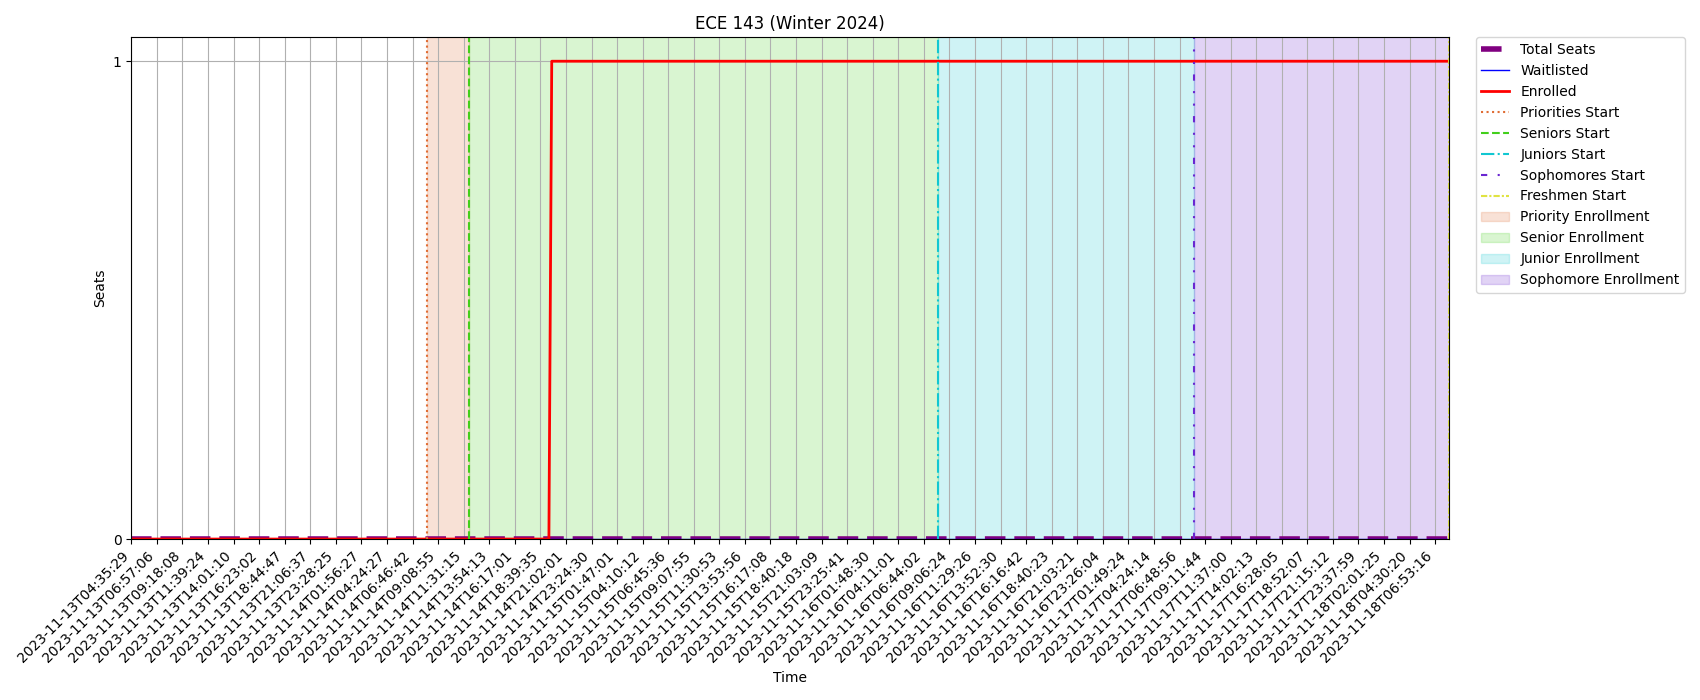 ECE 143 (Winter 2024)
1
0
Seats
2023-11-13T04:35:29
2023-11-13T06:57:06
2023-11-13T09:18:08
2023-11-13T11:39:24
2023-11-13T14:01:10
2023-11-13T16:23:02
2023-11-13T18:44:47
2023-11-13T21:06:37
2023-11-13T23:28:25
2023-11-14T01:56:27
2023-11-14T04:24:27
2023-11-14T06:46:42
2023-11-14T09:08:55
2023-11-14T11:31:15
2023-11-14T13:54:13
2023-11-14T16:17:01
2023-11-14T18:39:35
2023-11-14T21:02:01
2023-11-14T23:24:30
2023-11-15T01:47:01
2023-11-15T04:10:12
2023-11-15T06:45:36
2023-11-15T09:07:55
2023-11-15T11:30:53
2023-11-15T13:53:56
2023-11-15T16:17:08
2023-11-15T18:40:18
2023-11-15T21:03:09
2023-11-15T23:25:41
2023-11-16T01:48:30
2023-11-16T04:11:01
2023-11-16T06:44:02
2023-11-16T09:06:24
2023-11-16T11:29:26
2023-11-16T13:52:30
2023-11-16T16:16:42
2023-11-16T18:40:23
2023-11-16T21:03:21
2023-11-16T23:26:04
2023-11-17T01:49:24
2023-11-17T04:24:14
2023-11-17T06:48:56
2023-11-17T09:11:44
2023-11-17T11:37:00
2023-11-17T14:02:13
2023-11-17T16:28:05
2023-11-17T18:52:07
2023-11-17T21:15:12
2023-11-17T23:37:59
2023-11-18T02:01:25
2023-11-18T04:30:20
2023-11-18T06:53:16
Time
Total Seats
Waitlisted
Enrolled
Priorities Start
Seniors Start
Juniors Start
Sophomores Start
Freshmen Start
Priority Enrollment
Senior Enrollment
Junior Enrollment
Sophomore Enrollment